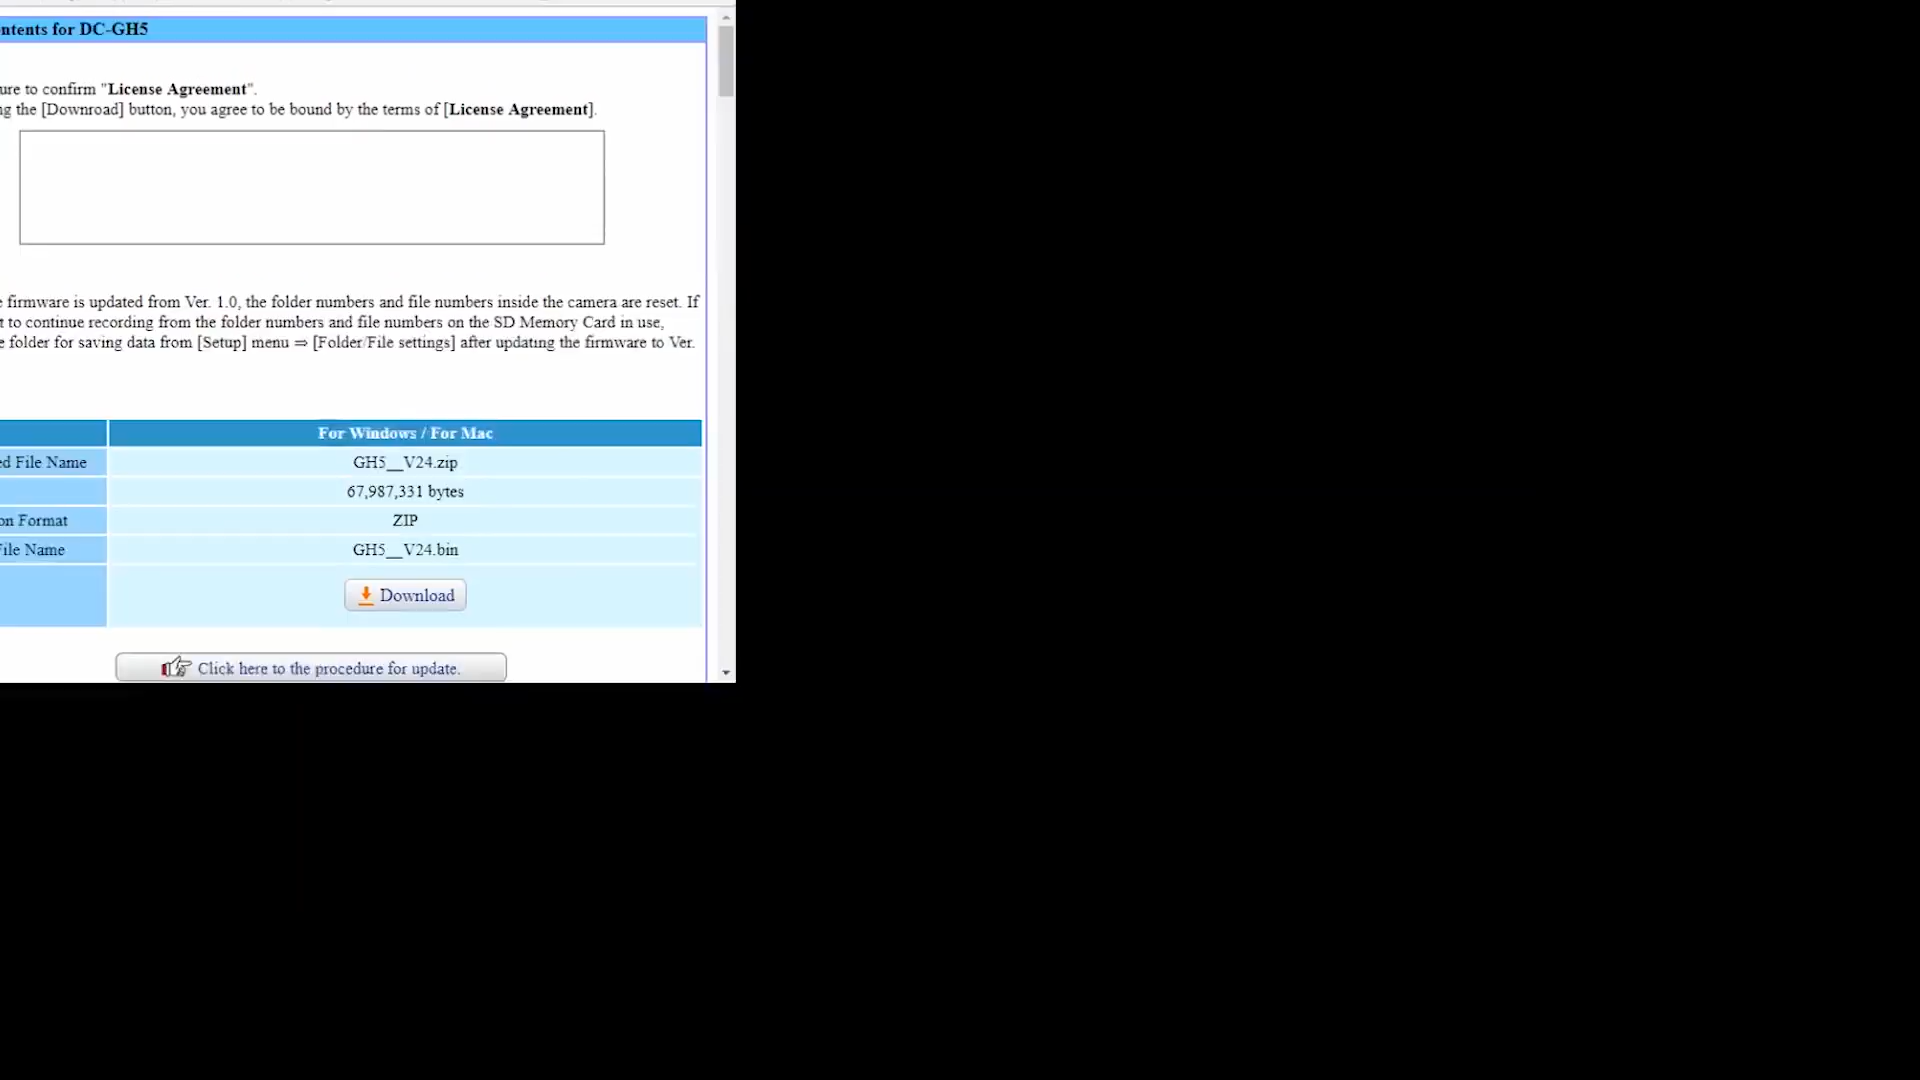 ntents for DC-GH5
ure to confirm "License Agreement".
ng the [Downroad] button, you agree to be bound by the terms of [License Agreement].
e firmware is updated from Ver. 1.0, the folder numbers and file numbers inside the camera are reset. If
t to continue recording from the folder numbers and file numbers on the SD Memory Card in use,
e folder for saving data from [Setup] menu ⇒ [Folder/File settings] after updating the firmware to Ver.
For Windows / For Mac
ed File Name GH5__V24.zip
67,987,331 bytes
on Format ZIP
File Name GH5__V24.bin
Download
Click here to the procedure for update.